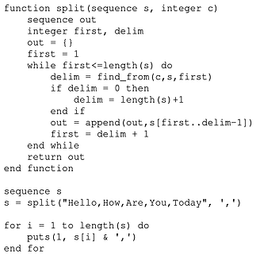 function split(sequence s, integer c)
    sequence out
    integer first, delim
    out = {}
    first = 1
    while first<=length(s) do
        delim = find_from(c,s,first)
        if delim = 0 then
            delim = length(s)+1
        end if
        out = append(out,s[first..delim-1])
        first = delim + 1
    end while
    return out
end function

sequence s
s = split("Hello,How,Are,You,Today", ',')

for i = 1 to length(s) do
    puts(1, s[i] & ',')
end for